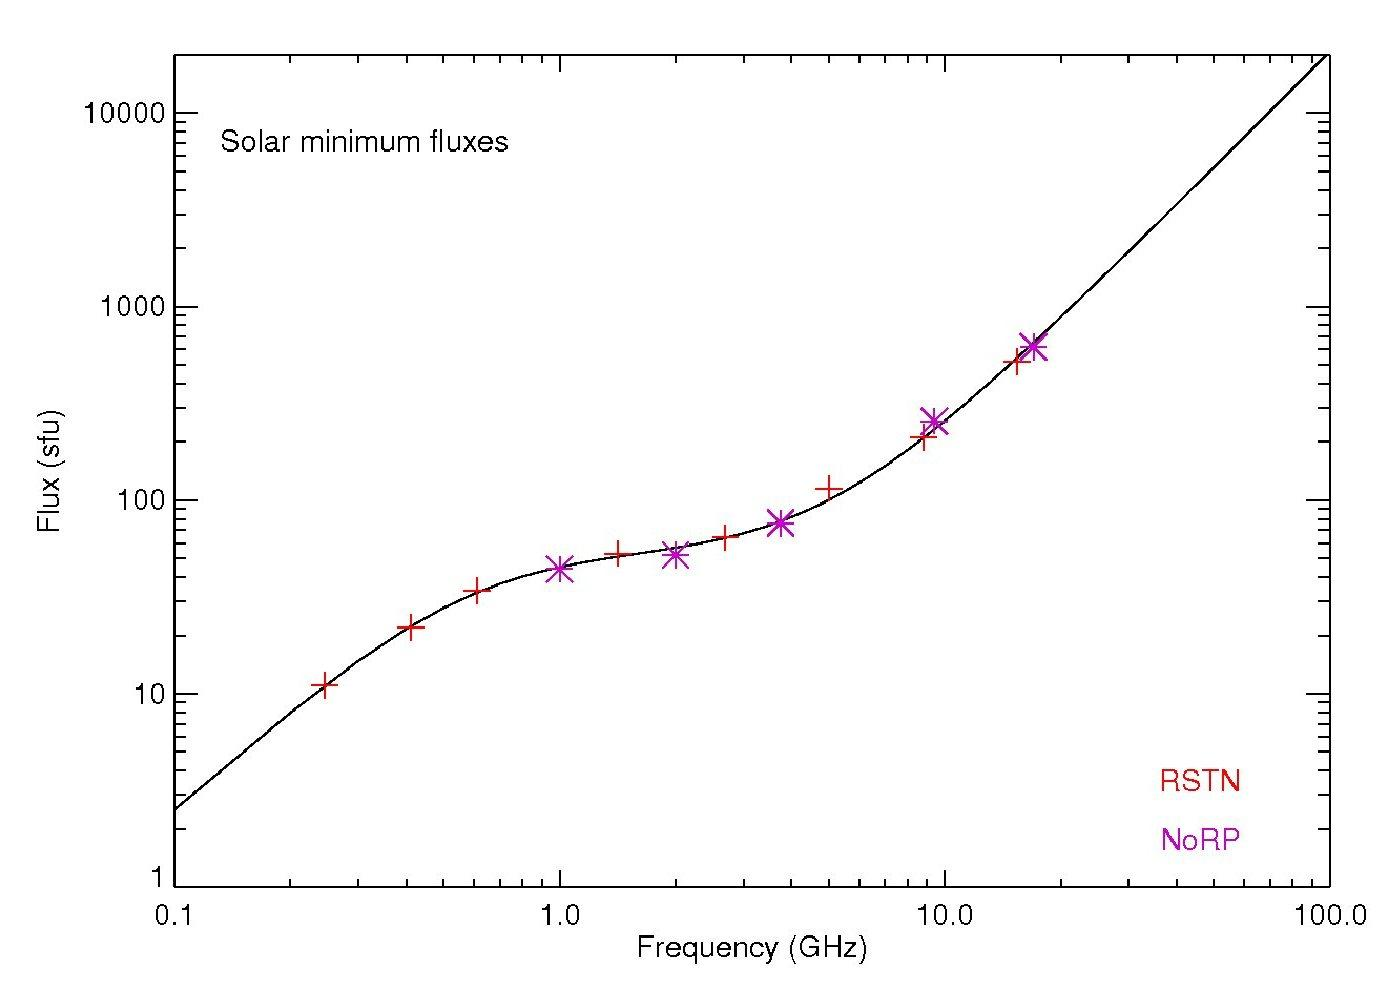 10000
Solar minimum fluxes
1000
Flux (sfu)
100
10
RSTN
NoRP
1
0.1 1.0 10.0 100.0
Frequency (GHz)